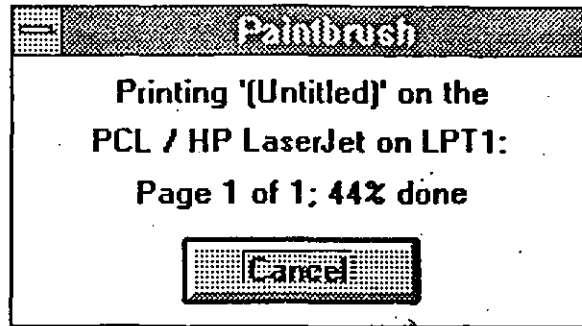 Paintbrush
Printing '(Untitled)' on the
PCL / HP LaserJet on LPT1:
Page 1 of 1; 44% done
Cancel